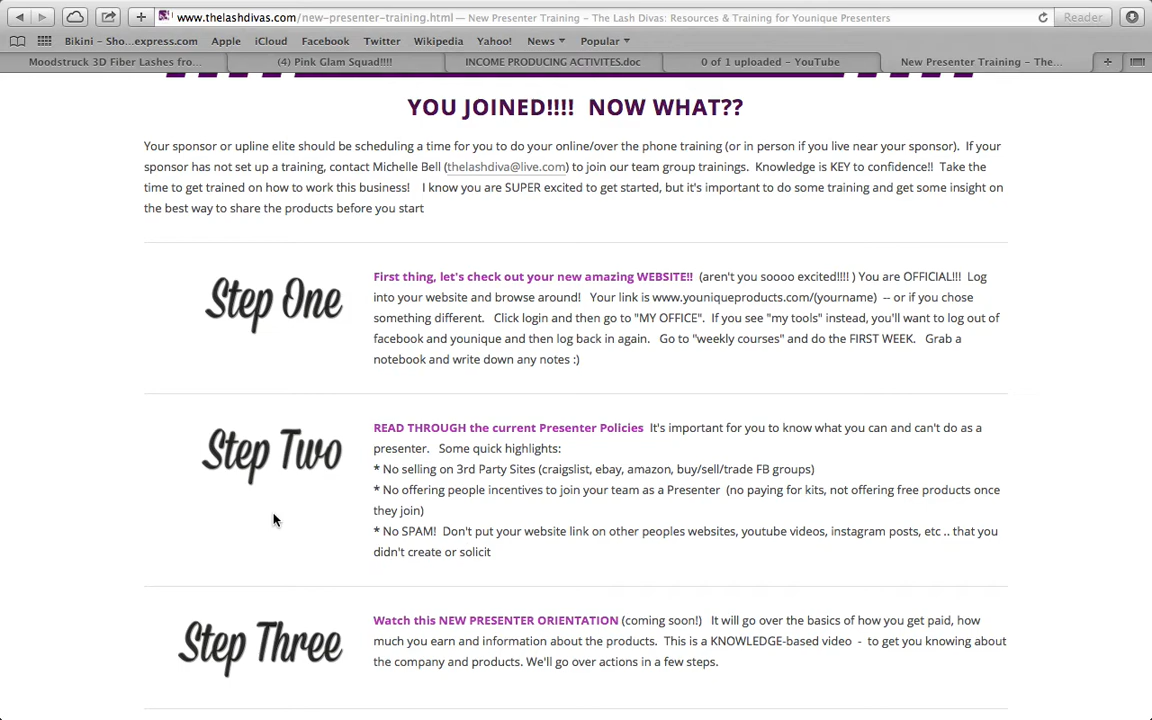 www.thelashdivas.com/new-presenter-training.html — New Presenter Training – The Lash Divas: Resources & Training for Younique Presenters
Reader
Bikini - Sho...express.com Apple iCloud Facebook Twitter Wikipedia Yahoo! News Popular
Moodstruck 3D Fiber Lashes fro... (4) Pink Glam Squad!!!! INCOME PRODUCING ACTIVITES.doc 0 of 1 uploaded – YouTube New Presenter Training – The...
YOU JOINED!!!! NOW WHAT??
Your sponsor or upline elite should be scheduling a time for you to do your online/over the phone training (or in person if you live near your sponsor). If your
sponsor has not set up a training, contact Michelle Bell (thelashdiva@live.com) to join our team group trainings. Knowledge is KEY to confidence!! Take the
time to get trained on how to work this business! I know you are SUPER excited to get started, but it's important to do some training and get some insight on
the best way to share the products before you start
Step One
First thing, let's check out your new amazing WEBSITE!! (aren't you soooo excited!!!! ) You are OFFICIAL!!! Log
into your website and browse around! Your link is www.youniqueproducts.com/(yourname) -- or if you chose
something different. Click login and then go to "MY OFFICE". If you see "my tools" instead, you'll want to log out of
facebook and younique and then log back in again. Go to "weekly courses" and do the FIRST WEEK. Grab a
notebook and write down any notes :)
Step Two
READ THROUGH the current Presenter Policies It's important for you to know what you can and can't do as a
presenter. Some quick highlights:
* No selling on 3rd Party Sites (craigslist, ebay, amazon, buy/sell/trade FB groups)
* No offering people incentives to join your team as a Presenter (no paying for kits, not offering free products once
they join)
* No SPAM! Don't put your website link on other peoples websites, youtube videos, instagram posts, etc .. that you
didn't create or solicit
Step Three
Watch this NEW PRESENTER ORIENTATION (coming soon!) It will go over the basics of how you get paid, how
much you earn and information about the products. This is a KNOWLEDGE-based video - to get you knowing about
the company and products. We'll go over actions in a few steps.